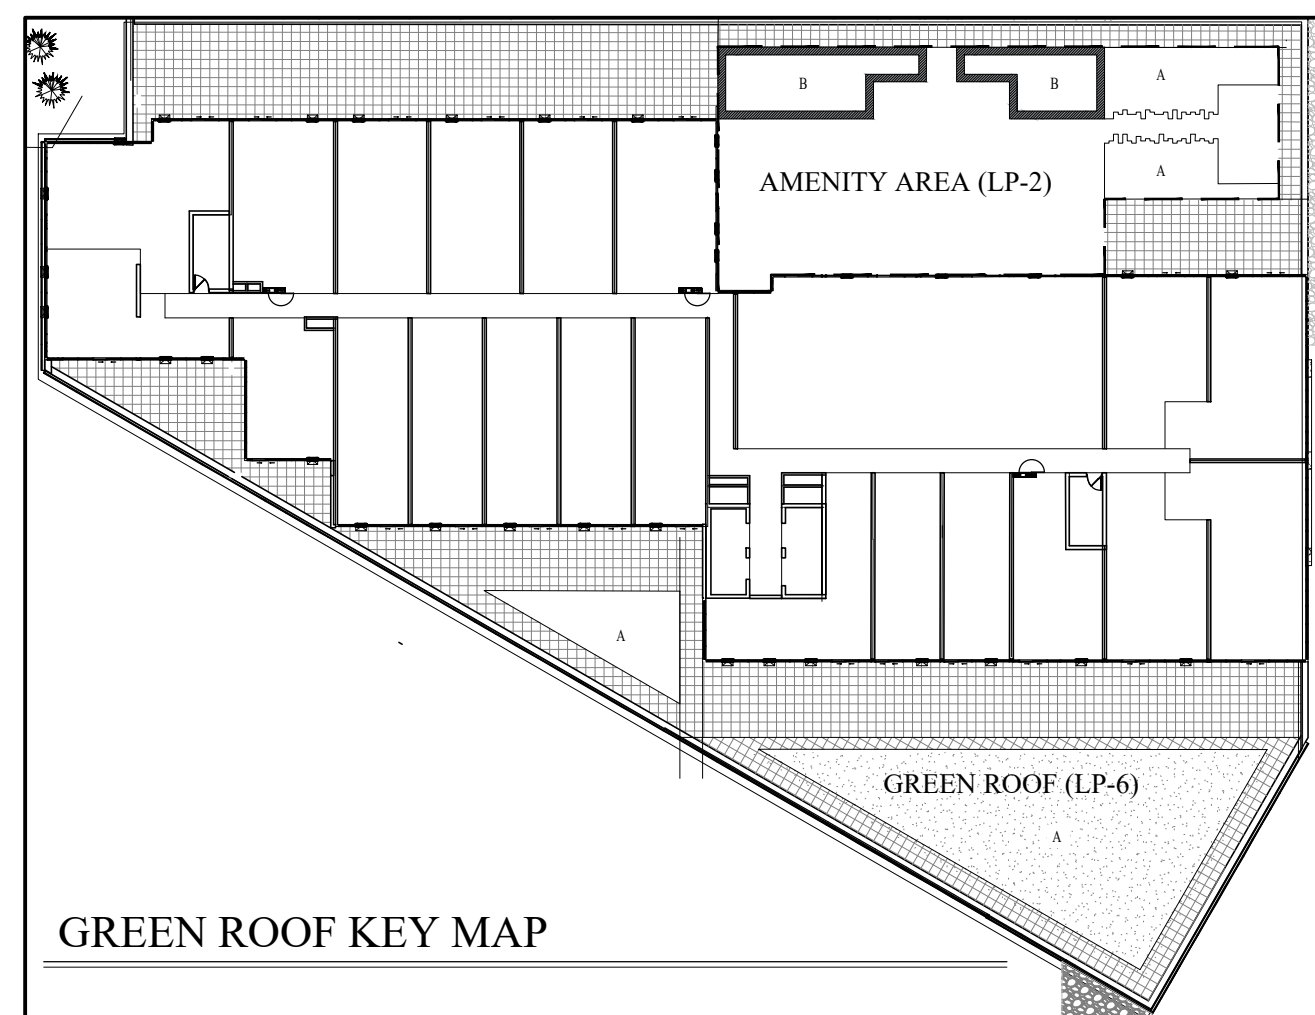 B
B
A
AMENITY AREA (LP-2)
A
A
GREEN ROOF (LP-6)
A
GREEN ROOF KEY MAP